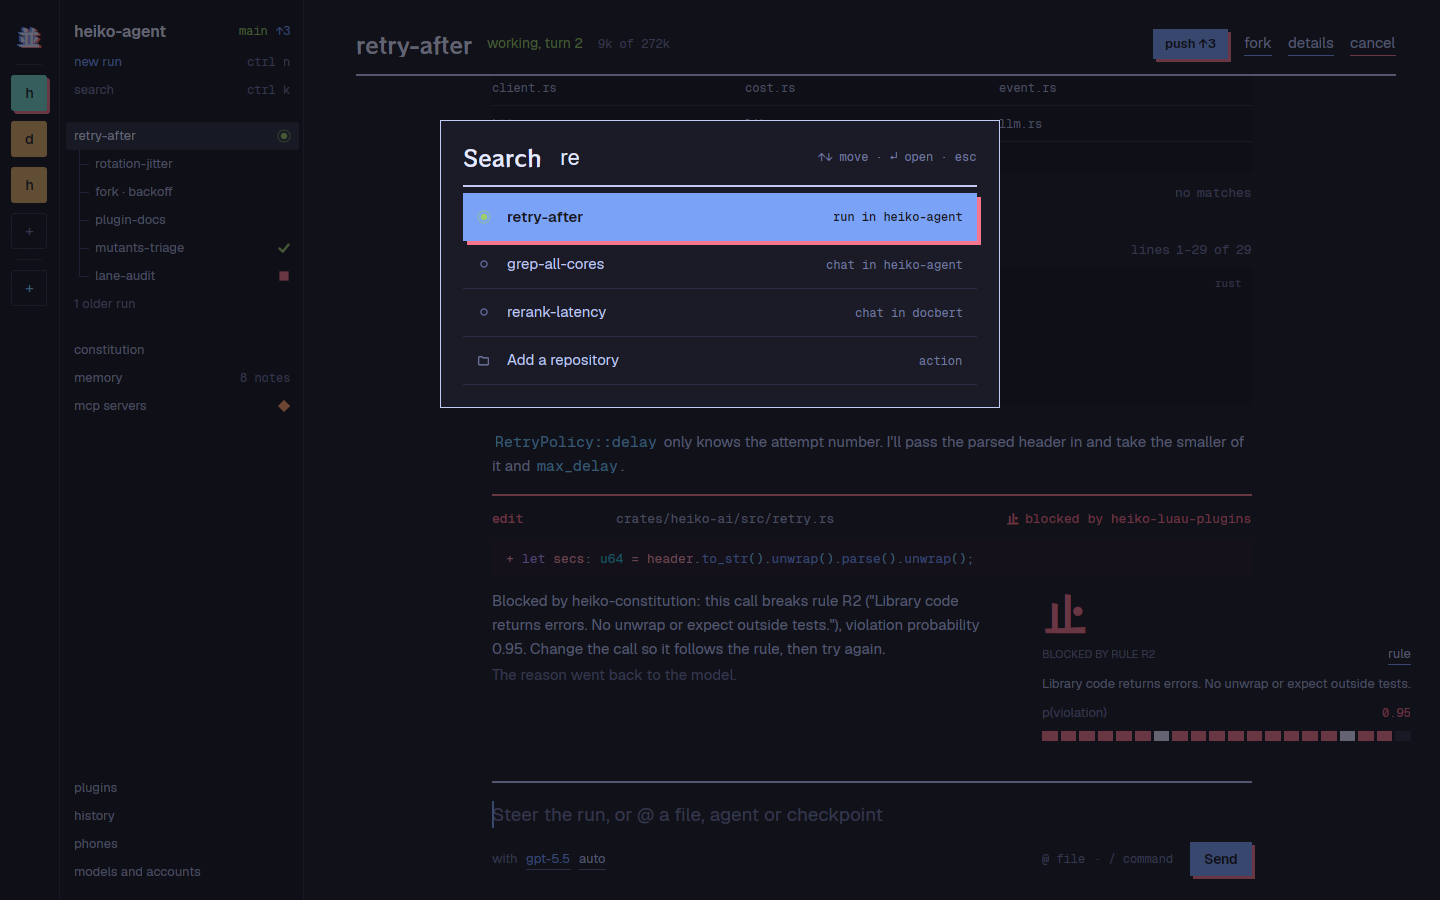 heiko-agent main ↑3
new run ctrl n
search ctrl k
h
d
h
+
+
retry-after
rotation-jitter
fork · backoff
plugin-docs
mutants-triage
lane-audit
1 older run
constitution
memory 8 notes
mcp servers
plugins
history
phones
models and accounts
retry-after working, turn 2 9k of 272k push ↑3 fork details cancel
client.rs cost.rs event.rs
llm.rs
no matches
lines 1-29 of 29
rust
Search re ↑↓ move · ↵ open · esc
retry-after run in heiko-agent
grep-all-cores chat in heiko-agent
rerank-latency chat in docbert
Add a repository action
RetryPolicy::delay only knows the attempt number. I'll pass the parsed header in and take the smaller of
it and max_delay.
edit crates/heiko-ai/src/retry.rs blocked by heiko-luau-plugins
+ let secs: u64 = header.to_str().unwrap().parse().unwrap();
Blocked by heiko-constitution: this call breaks rule R2 ("Library code
returns errors. No unwrap or expect outside tests."), violation probability
0.95. Change the call so it follows the rule, then try again.
The reason went back to the model.
BLOCKED BY RULE R2 rule
Library code returns errors. No unwrap or expect outside tests.
p(violation) 0.95
Steer the run, or @ a file, agent or checkpoint
with gpt-5.5 auto @ file · / command Send